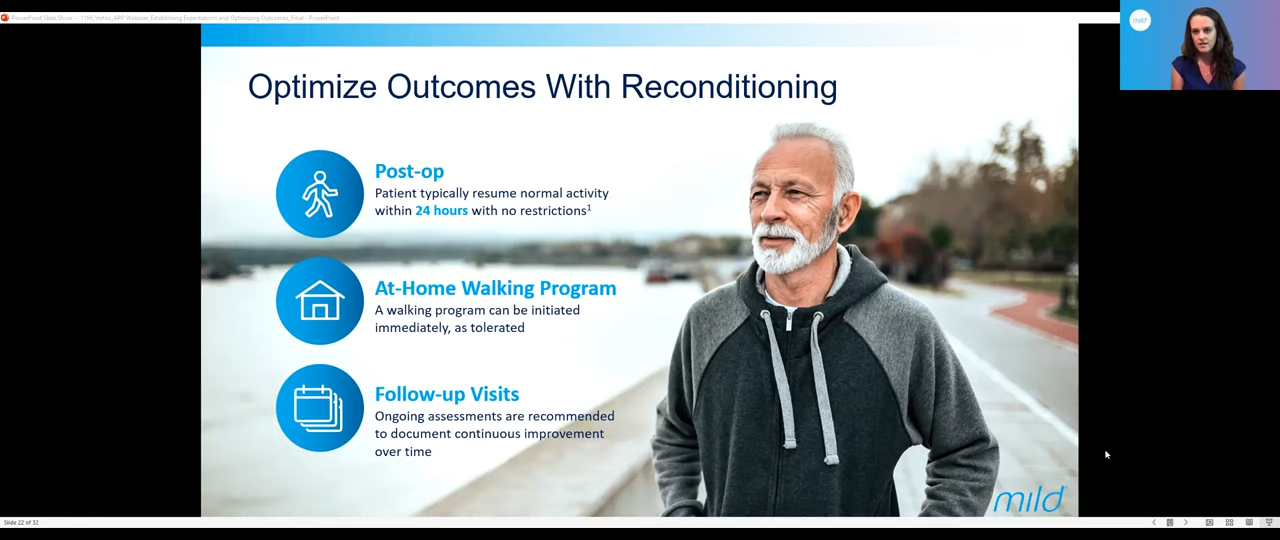 PowerPoint Slide Show - 1160_Vertos_APP Webinar_Establishing Expectations and Optimizing Outcomes_Final - PowerPoint
mild
Optimize Outcomes With Reconditioning
Post-op
Patient typically resume normal activity
within 24 hours with no restrictions1
At-Home Walking Program
A walking program can be initiated
immediately, as tolerated
Follow-up Visits
Ongoing assessments are recommended
to document continuous improvement
over time
mild
Slide 22 of 32